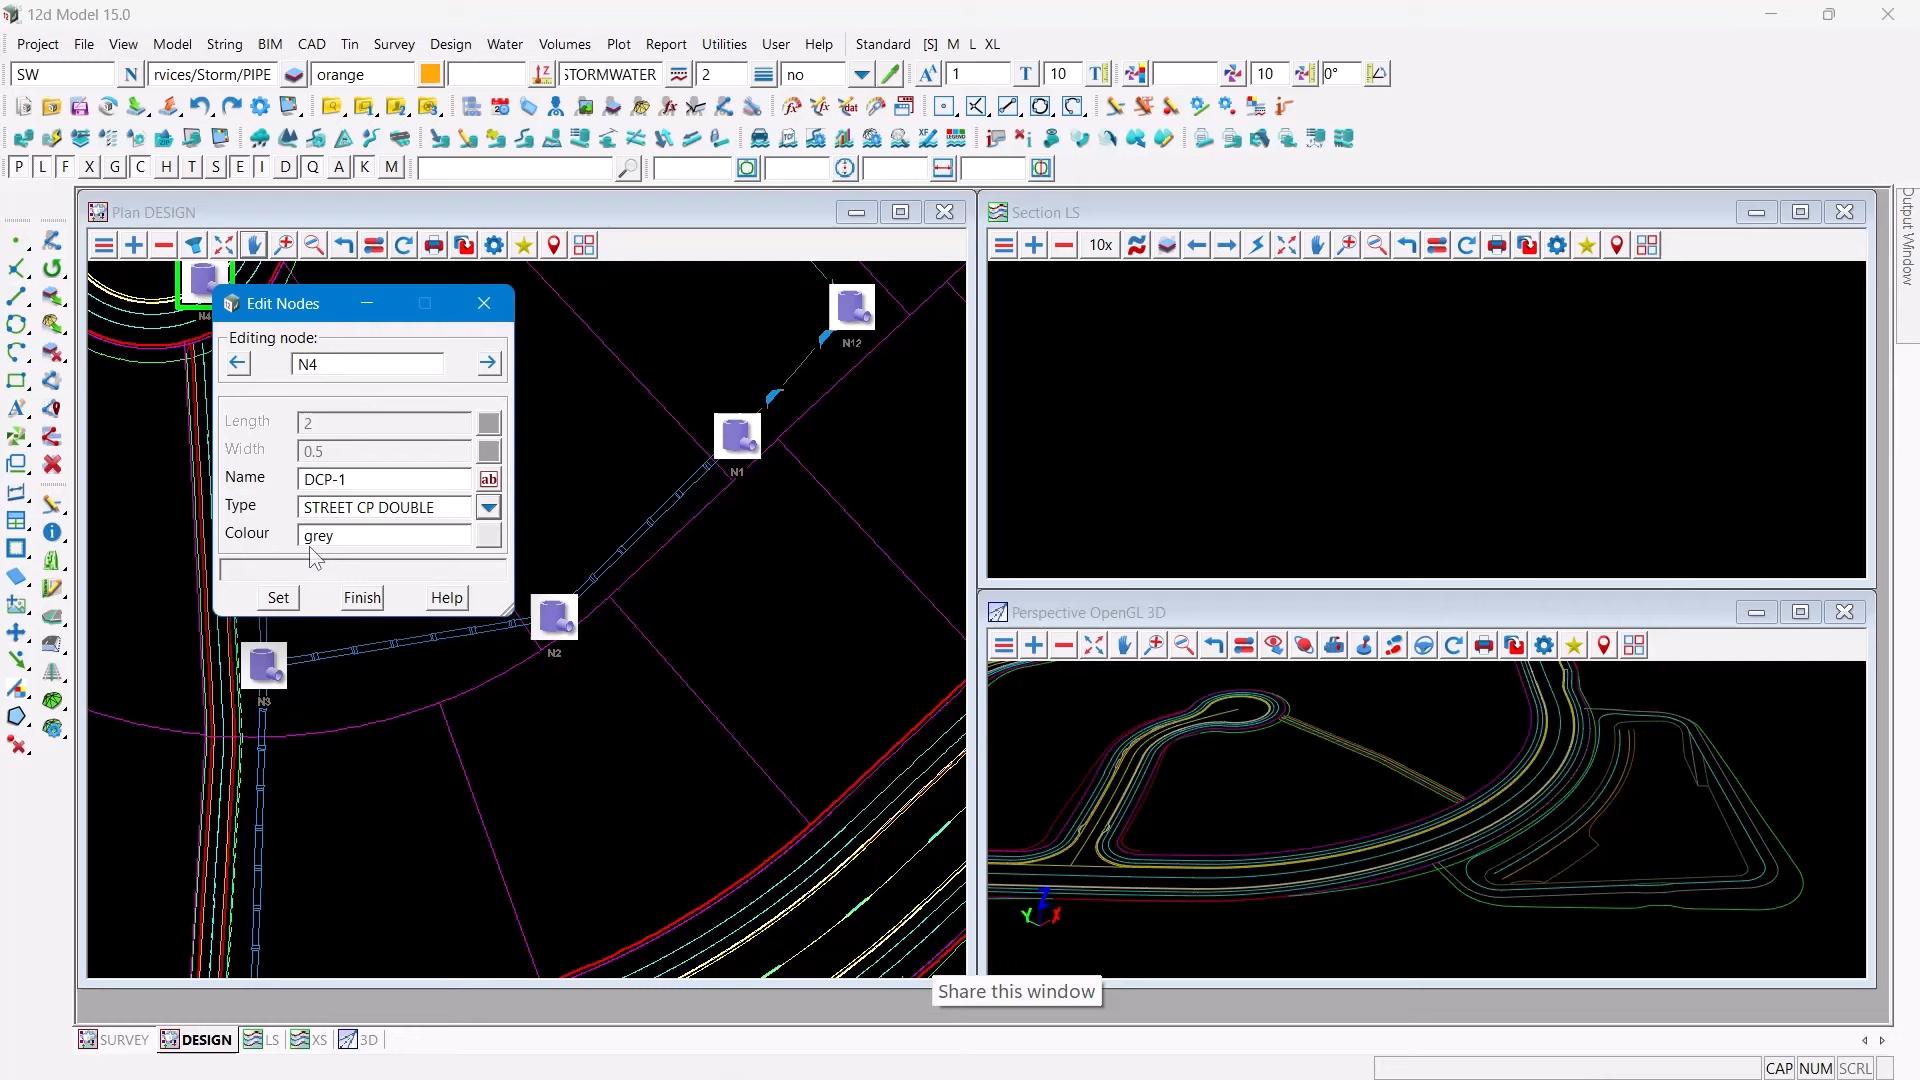 12d Model 15.0
Project File View Model String BIM CAD Tin Survey Design Water Volumes Plot Report Utilities User Help Standard [S] M L XL
SW N rvices/Storm/PIPE orange STORMWATER 2 no 1 T 10 T 10 0°
P L F X G C H T S E I D Q A K M
Plan DESIGN
Section LS
10x
Output Window
N4
Edit Nodes
Editing node:
N4
Length 2
Width 0.5
Name DCP-1 ab
Type STREET CP DOUBLE
Colour grey
Set Finish Help
N12
N1
N2
N3
Perspective OpenGL 3D
Y X
Share this window
SURVEY DESIGN LS XS 3D
CAP NUM SCRL